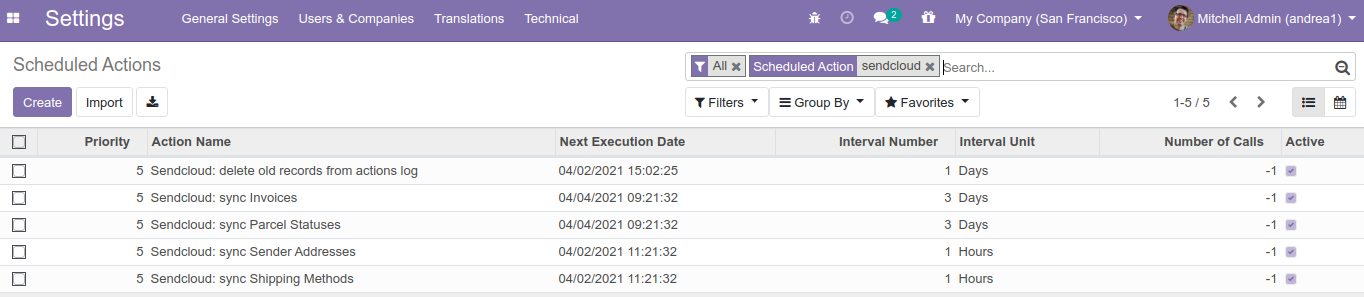 Settings General Settings Users & Companies Translations Technical 2 My Company (San Francisco) Mitchell Admin (andrea1)
Scheduled Actions All Scheduled Action sendcloud Search...
Create Import Filters Group By Favorites 1-5 / 5
Priority Action Name Next Execution Date Interval Number Interval Unit Number of Calls Active
5 Sendcloud: delete old records from actions log 04/02/2021 15:02:25 1 Days -1
5 Sendcloud: sync Invoices 04/04/2021 09:21:32 3 Days -1
5 Sendcloud: sync Parcel Statuses 04/04/2021 09:21:32 3 Days -1
5 Sendcloud: sync Sender Addresses 04/02/2021 11:21:32 1 Hours -1
5 Sendcloud: sync Shipping Methods 04/02/2021 11:21:32 1 Hours -1